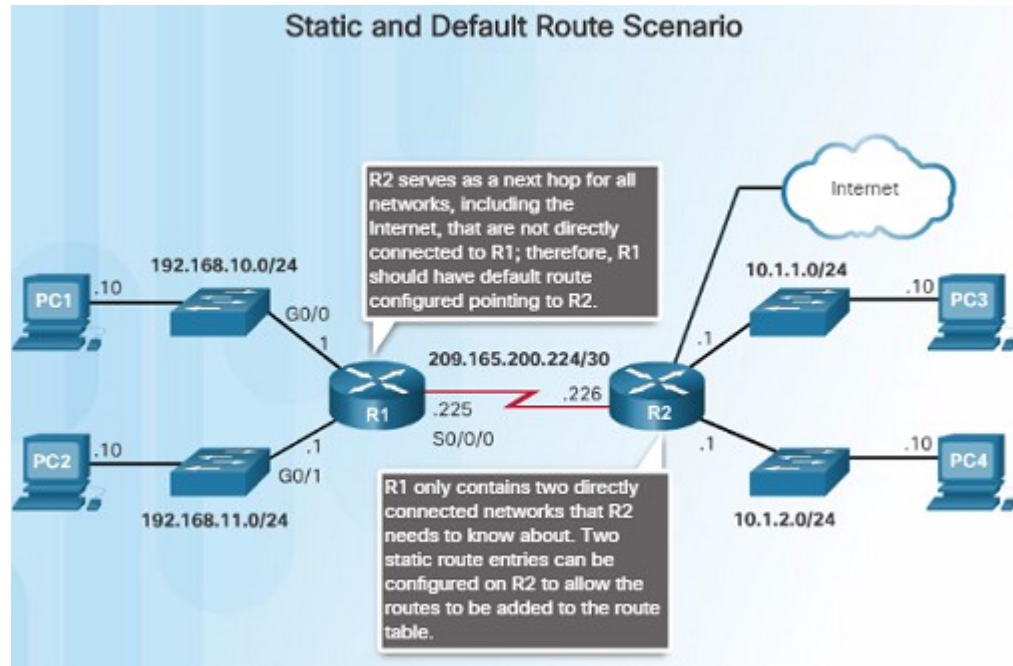 Static and Default Route Scenario
R2 serves as a next hop for all
networks, including the
Internet, that are not directly
connected to R1; therefore, R1
should have default route
configured pointing to R2.
Internet
192.168.10.0/24
10.1.1.0/24
PC1
.10
G0/0
1
.10
PC3
.1
209.165.200.224/30
R1
.225
S0/0/0
.226
R2
PC2
.10
.1
G0/1
192.168.11.0/24
.1
.10
PC4
10.1.2.0/24
R1 only contains two directly
connected networks that R2
needs to know about. Two
static route entries can be
configured on R2 to allow the
routes to be added to the route
table.